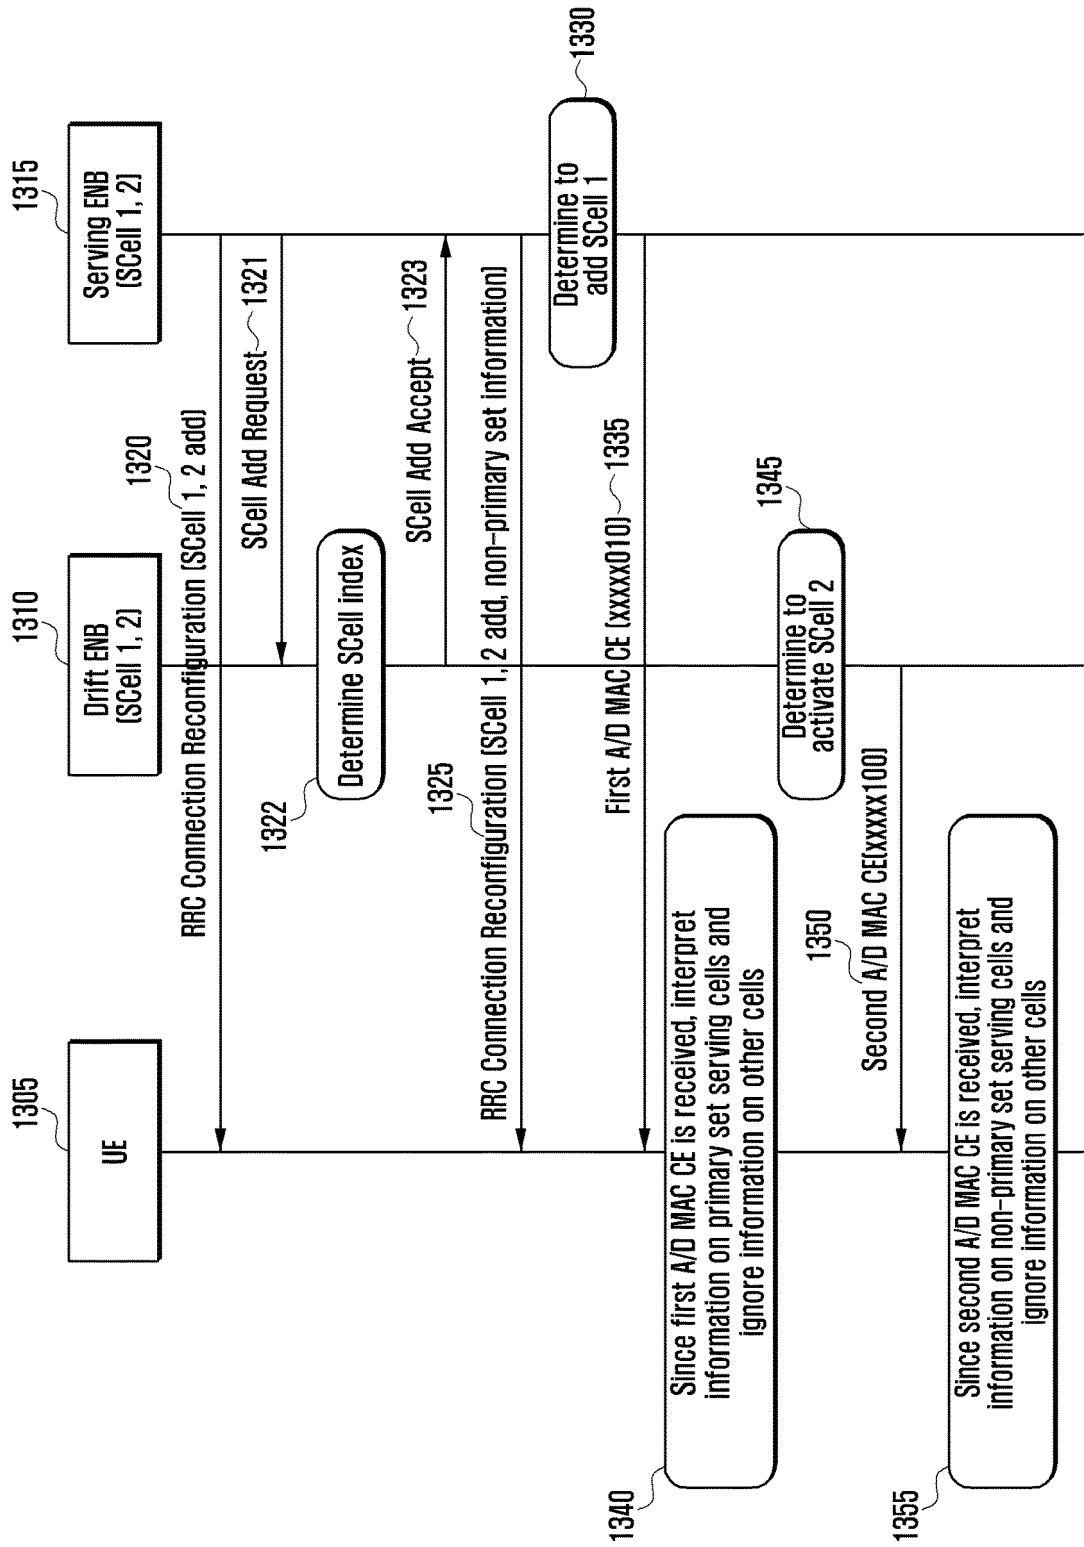 1305
UE
1310
Drift ENB
(SCell 1, 2)
1315
Serving ENB
(SCell 1, 2)
1320
RRC Connection Reconfiguration (SCell 1, 2 add)
SCell Add Request 1321
1322
Determine SCell index
SCell Add Accept 1323
1325
RRC Connection Reconfiguration (SCell 1, 2 add, non-primary set information)
1330
Determine to
add SCell 1
First A/D MAC CE (xxxxx010) 1335
1340
Since first A/D MAC CE is received, interpret
information on primary set serving cells and
ignore information on other cells
1345
Determine to
activate SCell 2
1350
Second A/D MAC CE(xxxxx100)
1355
Since second A/D MAC CE is received, interpret
information on non-primary set serving cells and
ignore information on other cells